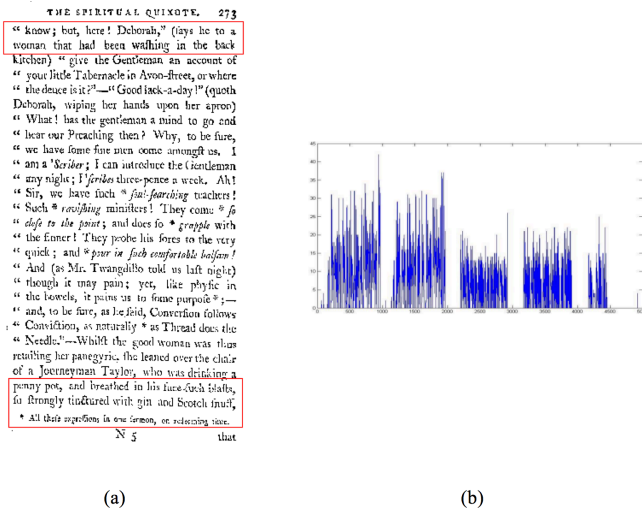 THE SPIRITUAL QUIXOTE. 273
“ know; but, here! Deborah,” (ſays he to a
woman that had been waſhing in the back
kitchen) “ give the Gentleman an account of
“ your little Tabernacle in Avon-ſtreet, or where
“ the deuce is it?”—“ Good lack-a-day!” (quoth
Deborah, wiping her hands upon her apron)
“ What! has the gentleman a mind to go and
“ hear our Preaching then? Why, to be ſure,
“ we have ſome fine men come amongſt us. I
“ am a 'Scriber; I can introduce the Gentleman
“ any night; I 'ſcribes three-pence a week. Ah!
“ Sir, we have ſuch * ſoul-ſearching teachers!
“ Such * raviſhing miniſters! They come * ſo
“ cloſe to the point; and does ſo * grapple with
“ the ſinner! They probe his ſores to the very
“ quick; and * pour in ſuch comfortable balſam!
“ And (as Mr. Twangdillo told us laſt night)
“ though it may pain; yet, like phyſic in
“ the bowels, it pains us to ſome purpoſe *;—
“ and, to be ſure, as he ſaid, Converſion follows
“ Conviction, as naturally * as Thread does the
“ Needle.”—Whilſt the good woman was thus
retailing her panegyric, ſhe leaned over the chair
of a Journeyman Taylor, who was drinking a
penny pot, and breathed in his face ſuch blaſts,
ſo ſtrongly tinctured with gin and Scotch ſnuff,
* All theſe expreſſions in one ſermon, on redeeming time.
N 5 that
45
40
35
30
25
20
15
10
5
0
0 500 1000 1500 2000 2500 3000 3500 4000 4500 5000
(a) (b)